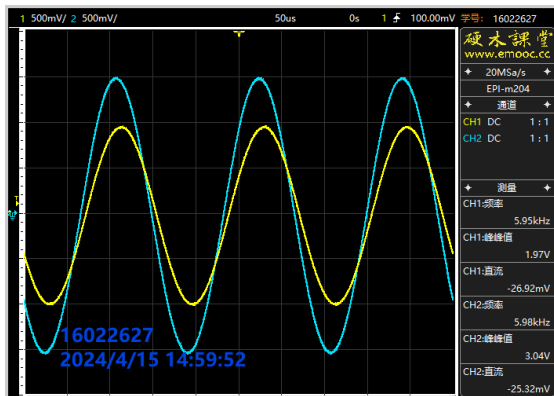 1 500mV/ 2 500mV/ 50us 0s 1 100.00mV 学号: 16022627
硬木課堂
www.emooc.cc
20MSa/s
EPI-m204
通道
CH1 DC 1 : 1
CH2 DC 1 : 1
测量
CH1:频率
5.95kHz
CH1:峰峰值
1.97V
CH1:直流
-26.92mV
CH2:频率
5.98kHz
CH2:峰峰值
3.04V
CH2:直流
-25.32mV
16022627
2024/4/15 14:59:52